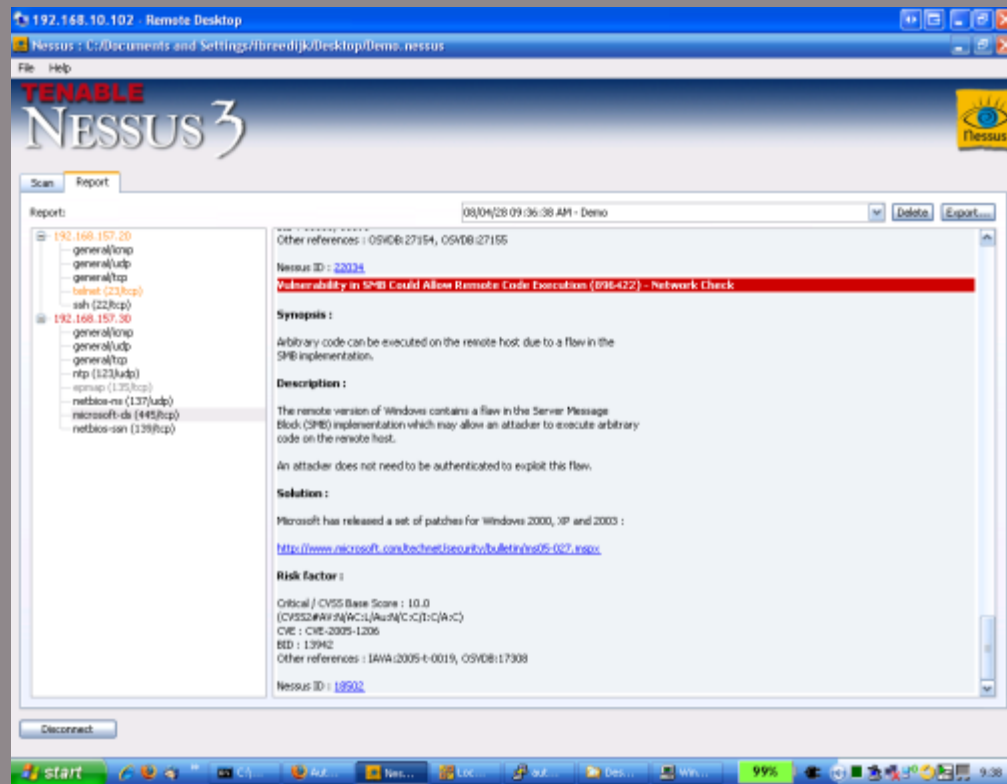 192.168.10.102 - Remote Desktop
Nessus : C:/Documents and Settings/lbreedijk/Desktop/Demo.nessus
File Help
TENABLE
NESSUS 3
Nessus
Scan Report
Report: 08/04/28 09:36:38 AM - Demo Delete Export....
192.168.157.20
general/icmp
general/udp
general/tcp
telnet (23/tcp)
ssh (22/tcp)
192.168.157.30
general/icmp
general/udp
general/tcp
ntp (123/udp)
epmap (135/tcp)
netbios-ns (137/udp)
microsoft-ds (445/tcp)
netbios-ssn (139/tcp)
Other references : OSVDB:27154, OSVDB:27155
Nessus ID : 22034
Vulnerability in SMB Could Allow Remote Code Execution (896422) - Network Check
Synopsis :
Arbitrary code can be executed on the remote host due to a flaw in the
SMB implementation.
Description :
The remote version of Windows contains a flaw in the Server Message
Block (SMB) implementation which may allow an attacker to execute arbitrary
code on the remote host.
An attacker does not need to be authenticated to exploit this flaw.
Solution :
Microsoft has released a set of patches for Windows 2000, XP and 2003 :
http://www.microsoft.com/technet/security/bulletin/ms05-027.mspx
Risk factor :
Critical / CVSS Base Score : 10.0
(CVSS2#AV:N/AC:L/Au:N/C:C/I:C/A:C)
CVE : CVE-2005-1206
BID : 13942
Other references : IAVA:2005-t-0019, OSVDB:17308
Nessus ID : 18502
Disconnect
start C:\... Aut... Nes... Loc... aut... Des... Win... 99% 9:36